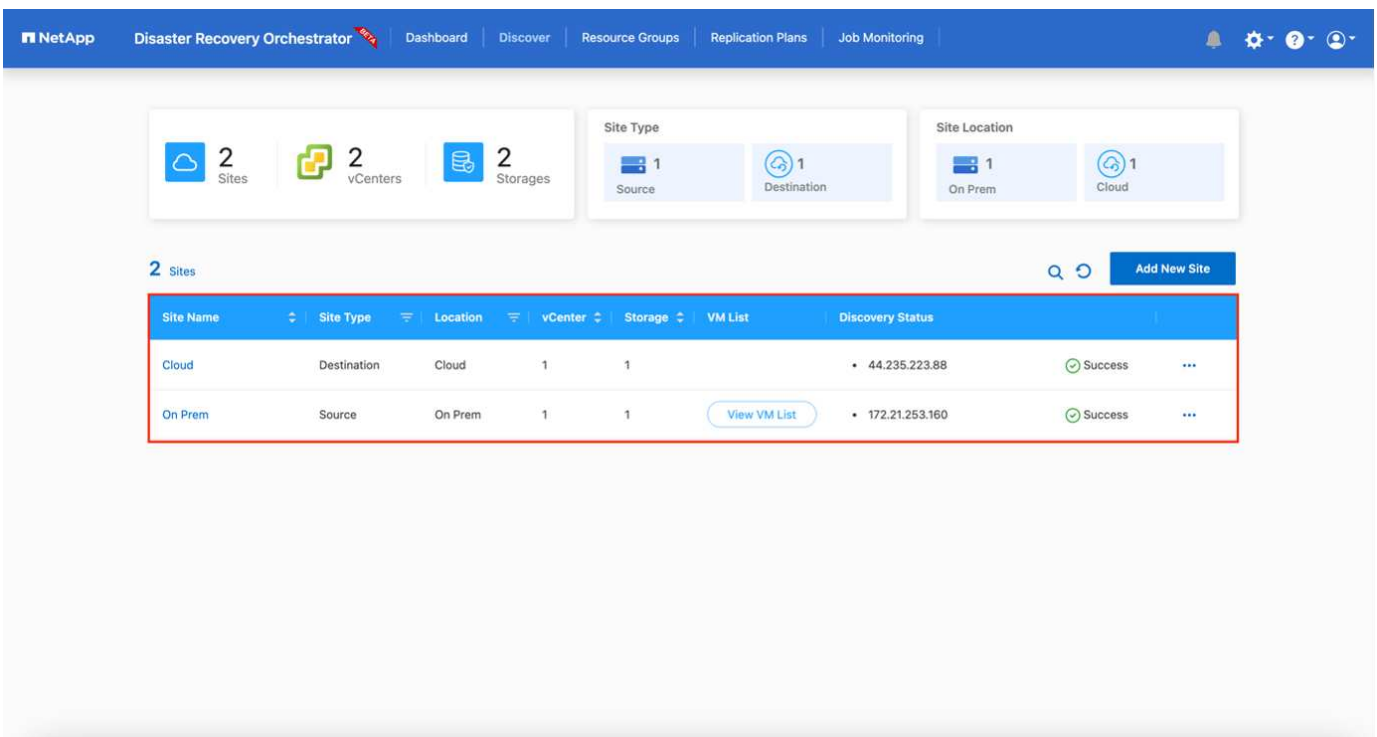 NetApp Disaster Recovery Orchestrator BETA Dashboard Discover Resource Groups Replication Plans Job Monitoring
2 Sites
2 vCenters
2 Storages
Site Type
1 Source
1 Destination
Site Location
1 On Prem
1 Cloud
2 Sites
Add New Site
Site Name Site Type Location vCenter Storage VM List Discovery Status
Cloud Destination Cloud 1 1 • 44.235.223.88 Success ...
On Prem Source On Prem 1 1 View VM List • 172.21.253.160 Success ...